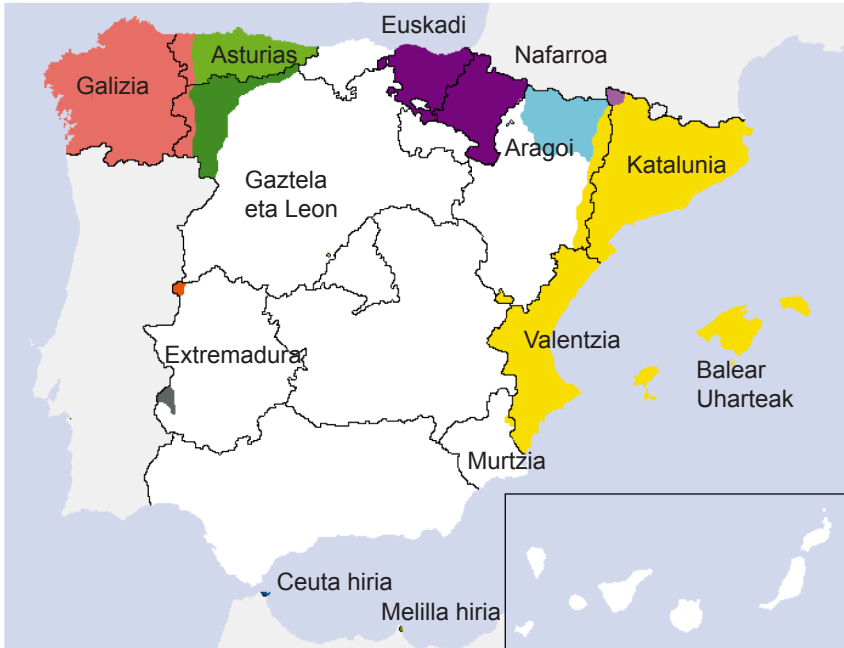 Euskadi
Nafarroa
Asturias
Galizia
Aragoi
Katalunia
Gaztela
eta Leon
Valentzia
Extremadura
Balear
Uharteak
Murtzia
Ceuta hiria
Melilla hiria